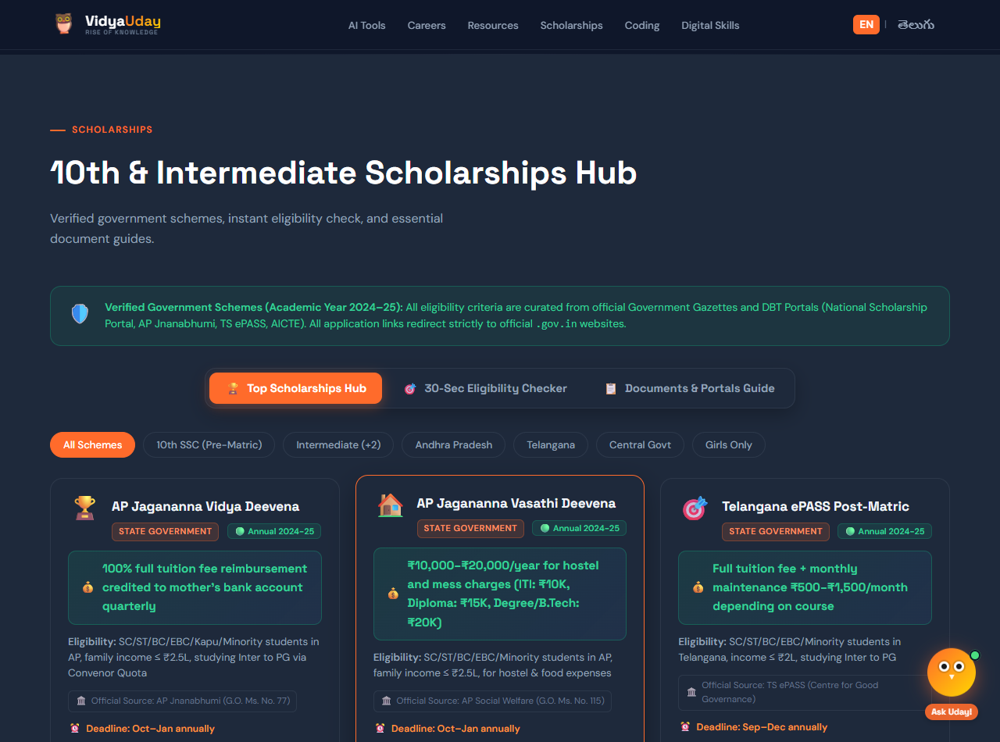 VidyaUday
RISE OF KNOWLEDGE
AI Tools
Careers
Resources
Scholarships
Coding
Digital Skills
EN | తెలుగు
SCHOLARSHIPS
10th & Intermediate Scholarships Hub
Verified government schemes, instant eligibility check, and essential
document guides.
Verified Government Schemes (Academic Year 2024–25): All eligibility criteria are curated from official Government Gazettes and DBT Portals (National Scholarship
Portal, AP Jnanabhumi, TS ePASS, AICTE). All application links redirect strictly to official .gov.in websites.
Top Scholarships Hub
30-Sec Eligibility Checker
Documents & Portals Guide
All Schemes
10th SSC (Pre-Matric)
Intermediate (+2)
Andhra Pradesh
Telangana
Central Govt
Girls Only
AP Jagananna Vidya Deevena
STATE GOVERNMENT
Annual 2024-25
100% full tuition fee reimbursement
credited to mother's bank account
quarterly
Eligibility: SC/ST/BC/EBC/Kapu/Minority students in
AP, family income ≤ ₹2.5L, studying Inter to PG via
Convenor Quota
Official Source: AP Jnanabhumi (G.O. Ms. No. 77)
Deadline: Oct–Jan annually
AP Jagananna Vasathi Deevena
STATE GOVERNMENT
Annual 2024-25
₹10,000–₹20,000/year for hostel
and mess charges (ITI: ₹10K,
Diploma: ₹15K, Degree/B.Tech:
₹20K)
Eligibility: SC/ST/BC/EBC/Minority students in AP,
family income ≤ ₹2.5L, for hostel & food expenses
Official Source: AP Social Welfare (G.O. Ms. No. 115)
Deadline: Oct–Jan annually
Telangana ePASS Post-Matric
STATE GOVERNMENT
Annual 2024-25
Full tuition fee + monthly
maintenance ₹500–₹1,500/month
depending on course
Eligibility: SC/ST/BC/EBC/Minority students in
Telangana, income ≤ ₹2L, studying Inter to PG
Official Source: TS ePASS (Centre for Good
Governance)
Deadline: Sep–Dec annually
Ask Uday!